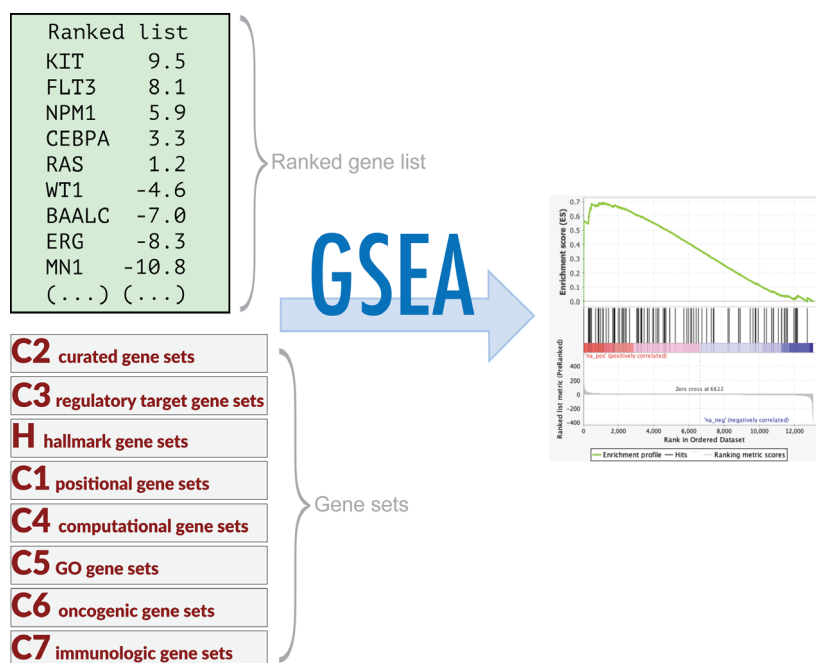 Ranked list
KIT 9.5
FLT3 8.1
NPM1 5.9
CEBPA 3.3
RAS 1.2
WT1 -4.6
BAALC -7.0
ERG -8.3
MN1 -10.8
(...) (...)
Ranked gene list
C2 curated gene sets
C3 regulatory target gene sets
H hallmark gene sets
C1 positional gene sets
C4 computational gene sets
C5 GO gene sets
C6 oncogenic gene sets
C7 immunologic gene sets
Gene sets
GSEA
Enrichment score (ES)
0.7
0.6
0.5
0.4
0.3
0.2
0.1
0.0
'na_pos' (positively correlated)
Ranked list metric (PreRanked)
400
200
0
-200
-400
Zero cross at 6622
'na_neg' (negatively correlated)
0 2,000 4,000 6,000 8,000 10,000 12,000
Rank in Ordered Dataset
Enrichment profile Hits Ranking metric scores